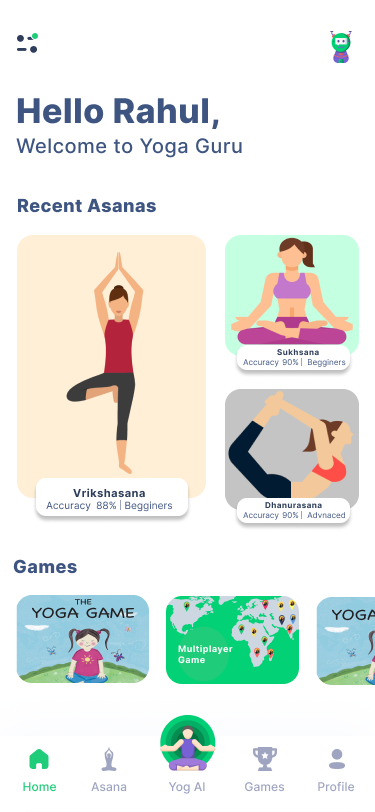 Hello Rahul,
Welcome to Yoga Guru
Recent Asanas
Vrikshasana
Accuracy 88% | Begginers
Sukhsana
Accuracy 90% | Begginers
Dhanurasana
Accuracy 90% | Advnaced
Games
THE
YOGA GAME
Multiplayer
Game
YOGA
Home
Asana
Yog AI
Games
Profile